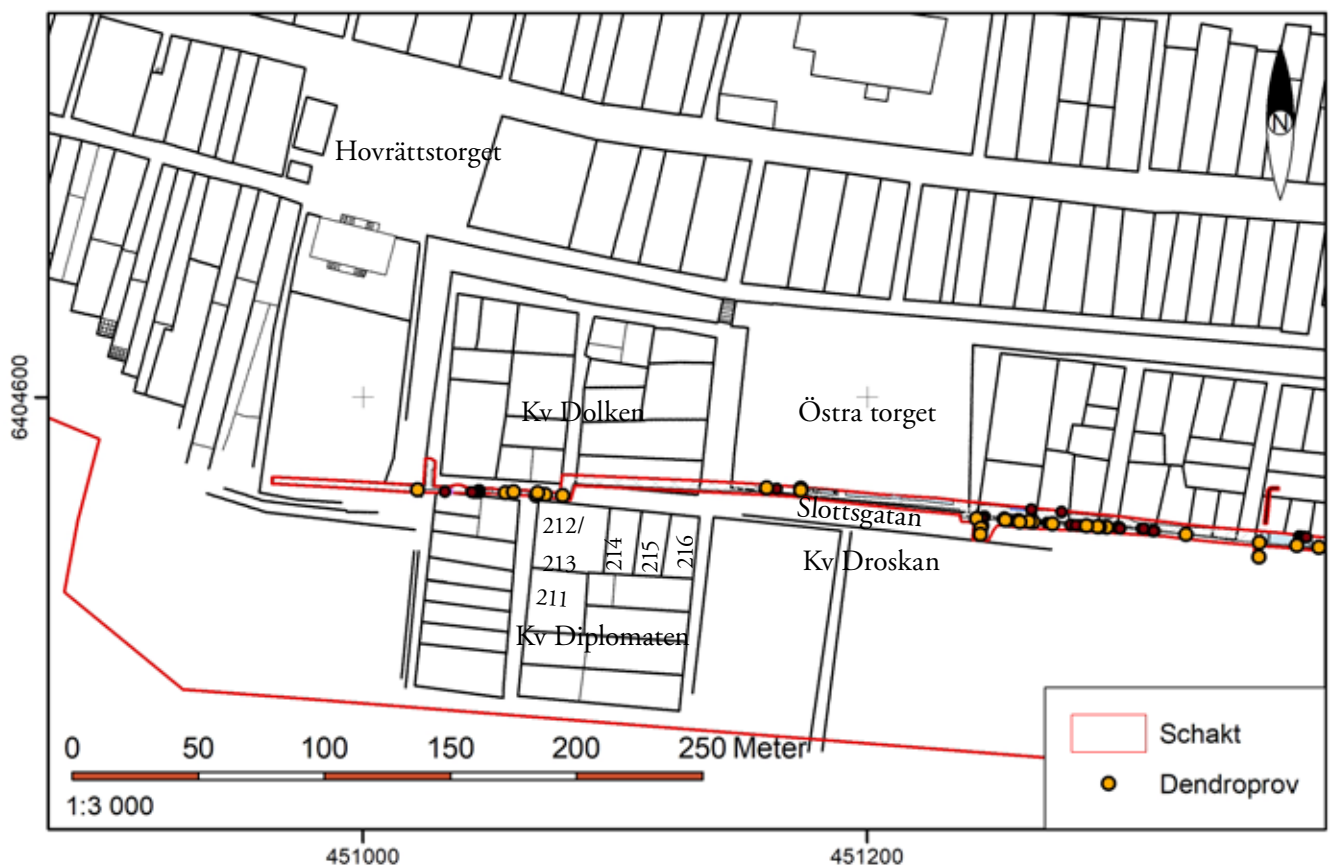 N
Hovrättstorget
6404600
Kv Dolken
Östra torget
Slottsgatan
212/
213
214
215
216
Kv Droskan
211
Kv Diplomaten
0 50 100 150 200 250 Meter
1:3 000
Schakt
Dendroprov
451000
451200